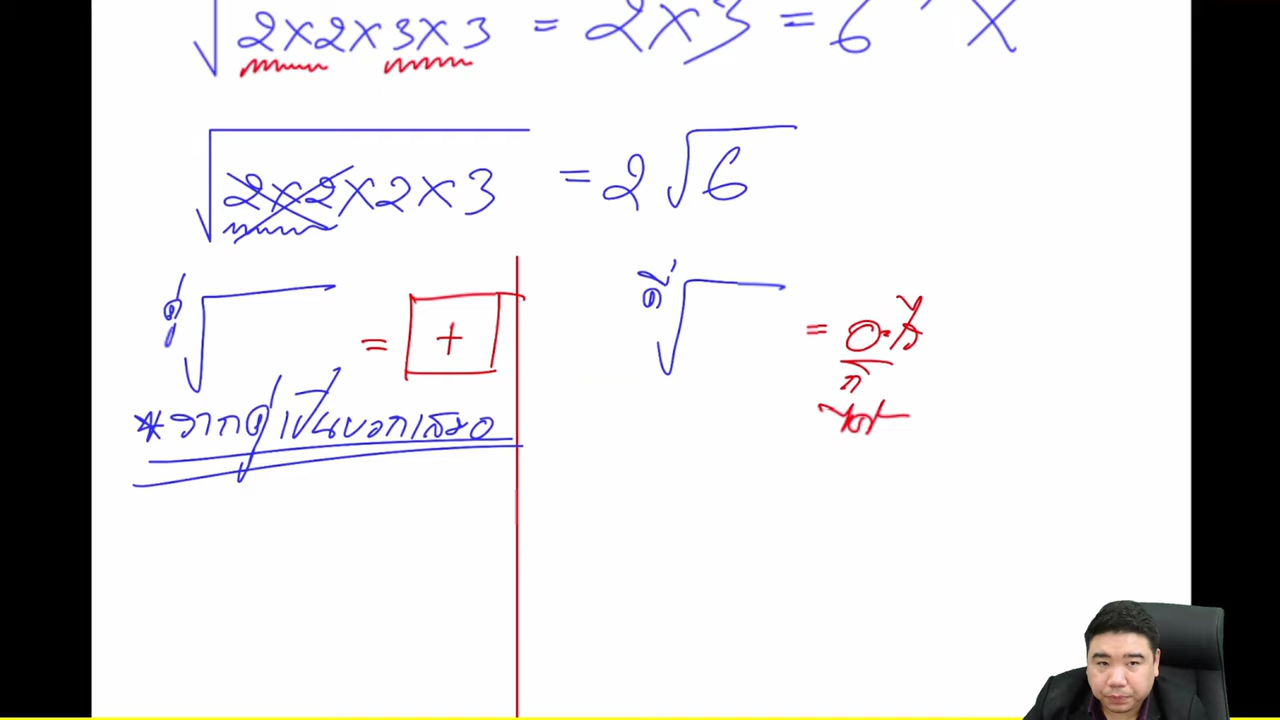 √2×2×3×3 = 2×3 = 6 X
√2×2×2×3 = 2√6
คู่√ = +
คี่√ =
*รากคู่เป็นบวกเสมอ